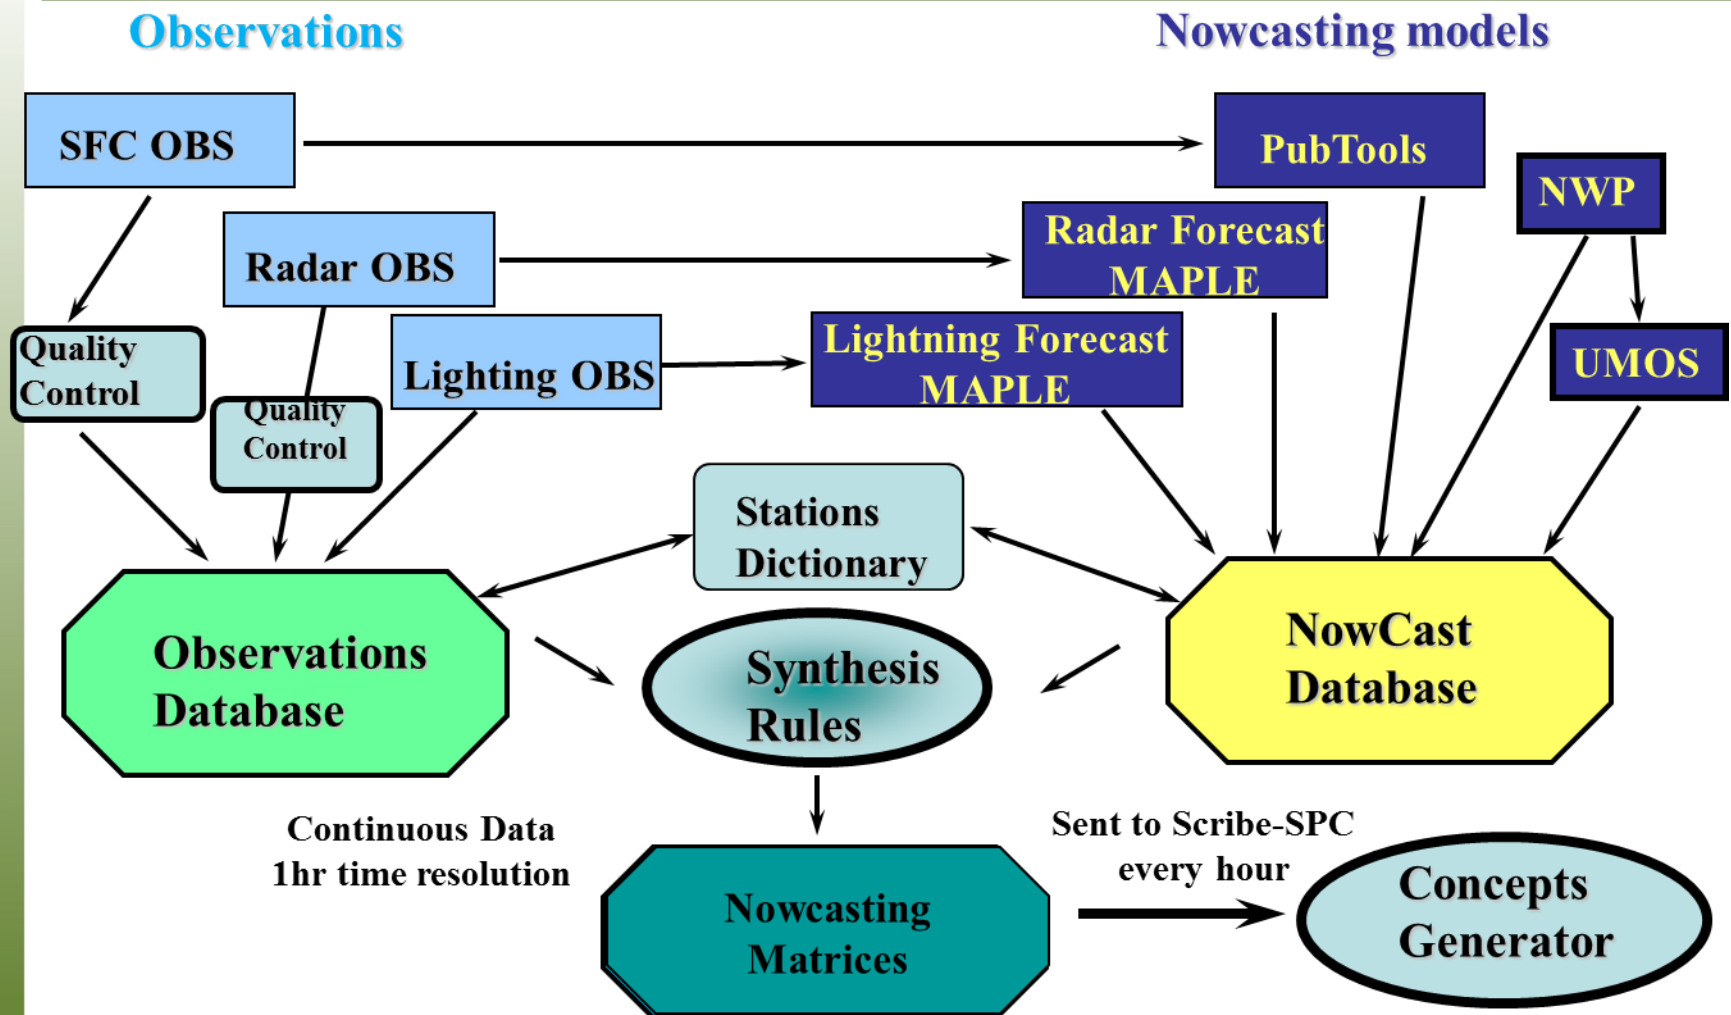 Observations
Nowcasting models
SFC OBS
PubTools
NWP
Radar OBS
Radar Forecast
MAPLE
Quality
Control
Lighting OBS
Lightning Forecast
MAPLE
UMOS
Quality
Control
Stations
Dictionary
Observations
Database
Synthesis
Rules
NowCast
Database
Continuous Data
1hr time resolution
Sent to Scribe-SPC
every hour
Nowcasting
Matrices
Concepts
Generator